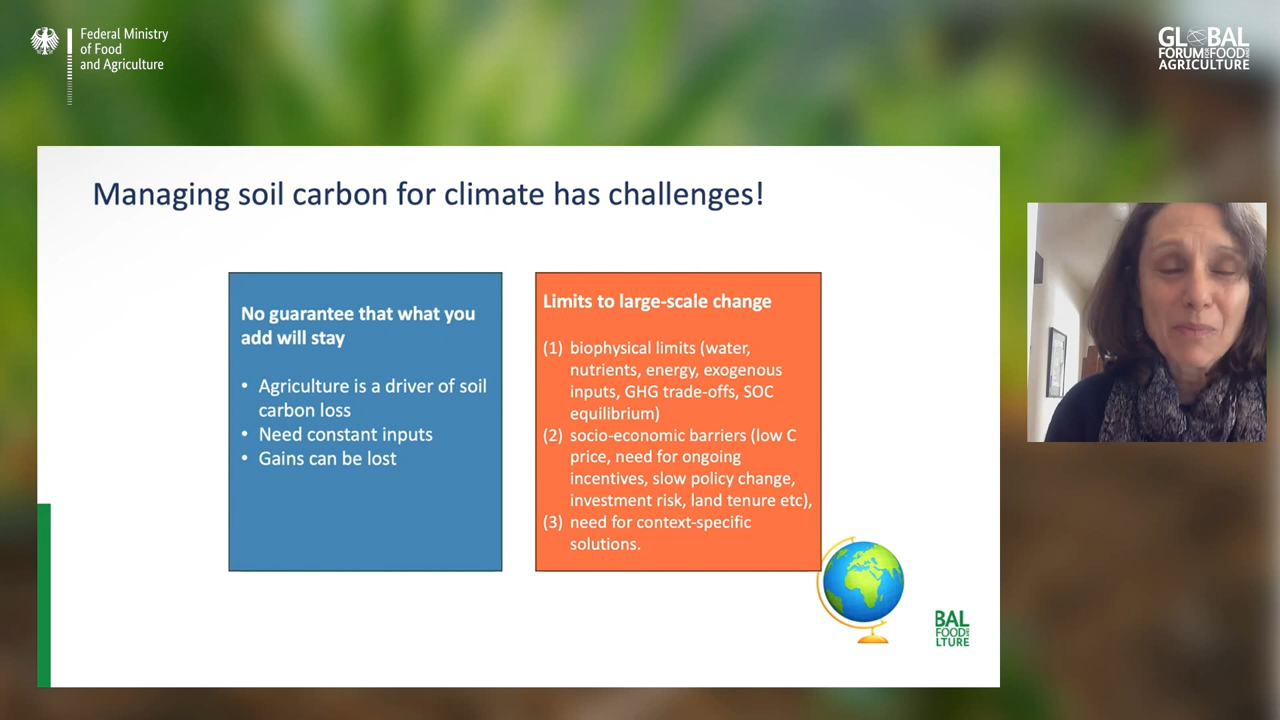 Federal Ministry
of Food
and Agriculture
GLOBAL
FORUM FOR FOOD AND
AGRICULTURE
Managing soil carbon for climate has challenges!
No guarantee that what you
add will stay
• Agriculture is a driver of soil
carbon loss
• Need constant inputs
• Gains can be lost
Limits to large-scale change
(1) biophysical limits (water,
nutrients, energy, exogenous
inputs, GHG trade-offs, SOC
equilibrium)
(2) socio-economic barriers (low C
price, need for ongoing
incentives, slow policy change,
investment risk, land tenure etc),
(3) need for context-specific
solutions.
BAL
FOOD AND
LTURE